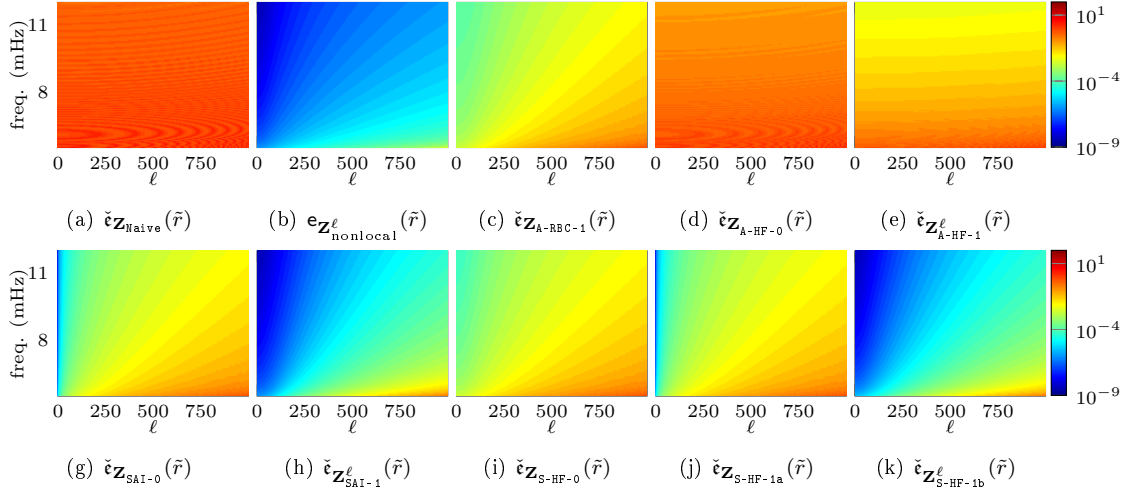 11
8
freq. (mHz)
0 250 500 750
ℓ
0 250 500 750
ℓ
0 250 500 750
ℓ
0 250 500 750
ℓ
0 250 500 750
ℓ
10¹
10⁻⁴
10⁻⁹
(a) 𝔢̌_Z_Naive(r̃)
(b) e_Z^ℓ_nonlocal(r̃)
(c) 𝔢̌_Z_A-RBC-1(r̃)
(d) 𝔢̌_Z_A-HF-0(r̃)
(e) 𝔢̌_Z^ℓ_A-HF-1(r̃)
11
8
freq. (mHz)
0 250 500 750
ℓ
0 250 500 750
ℓ
0 250 500 750
ℓ
0 250 500 750
ℓ
0 250 500 750
ℓ
10¹
10⁻⁴
10⁻⁹
(g) 𝔢̌_Z_SAI-0(r̃)
(h) 𝔢̌_Z^ℓ_SAI-1(r̃)
(i) 𝔢̌_Z_S-HF-0(r̃)
(j) 𝔢̌_Z_S-HF-1a(r̃)
(k) 𝔢̌_Z^ℓ_S-HF-1b(r̃)